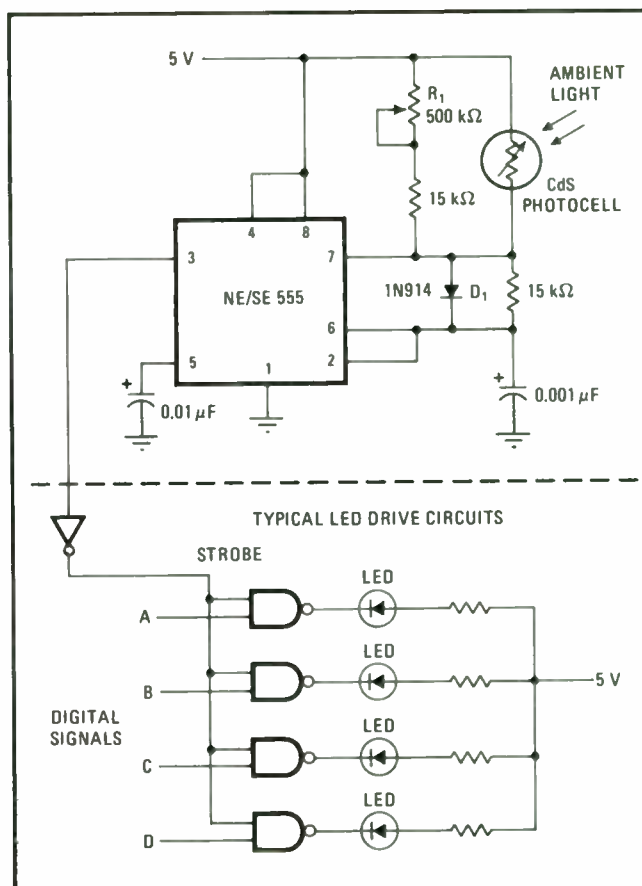 5 V
AMBIENT
LIGHT
R₁
500 kΩ
CdS
PHOTOCELL
15 kΩ
4
8
3
7
NE/SE 555
1N914
D₁
15 kΩ
6
2
5
1
+
0.01 µF
+
0.001 µF
TYPICAL LED DRIVE CIRCUITS
STROBE
LED
A
LED
B
5 V
DIGITAL
SIGNALS
LED
C
LED
D